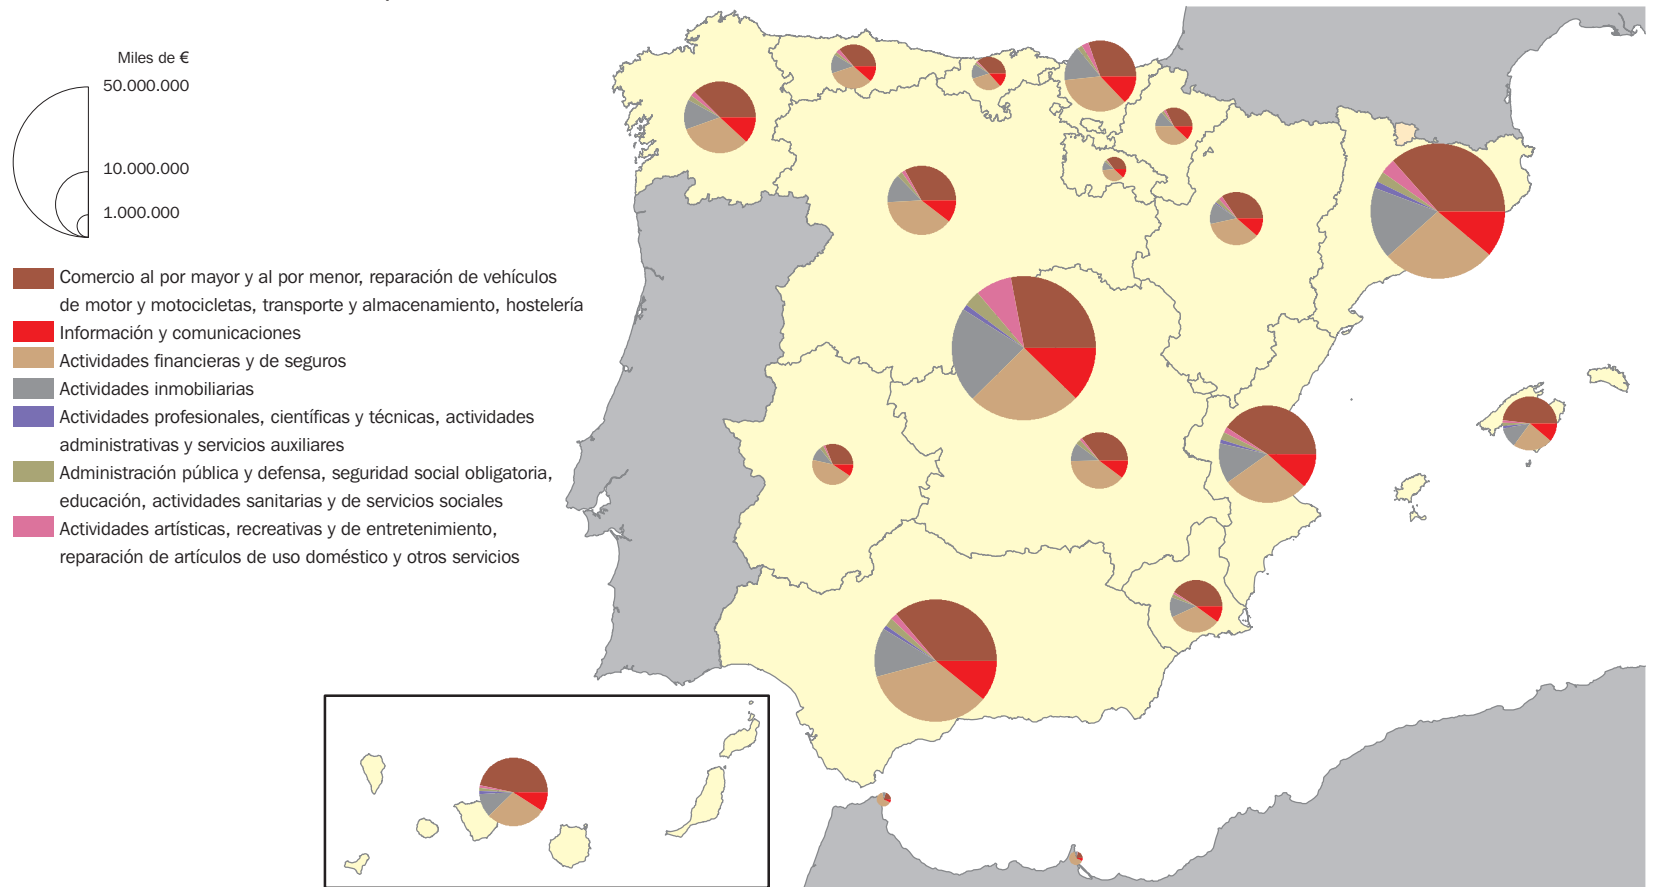 Miles de €
50.000.000
10.000.000
1.000.000
Comercio al por mayor y al por menor, reparación de vehículos
de motor y motocicletas, transporte y almacenamiento, hostelería
Información y comunicaciones
Actividades financieras y de seguros
Actividades inmobiliarias
Actividades profesionales, científicas y técnicas, actividades
administrativas y servicios auxiliares
Administración pública y defensa, seguridad social obligatoria,
educación, actividades sanitarias y de servicios sociales
Actividades artísticas, recreativas y de entretenimiento,
reparación de artículos de uso doméstico y otros servicios